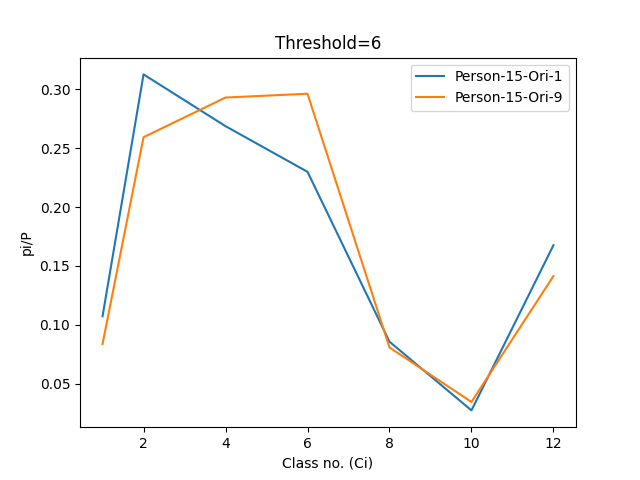 Threshold=6
Person-15-Ori-1
Person-15-Ori-9
pi/P
0.30
0.25
0.20
0.15
0.10
0.05
2 4 6 8 10 12
Class no. (Ci)